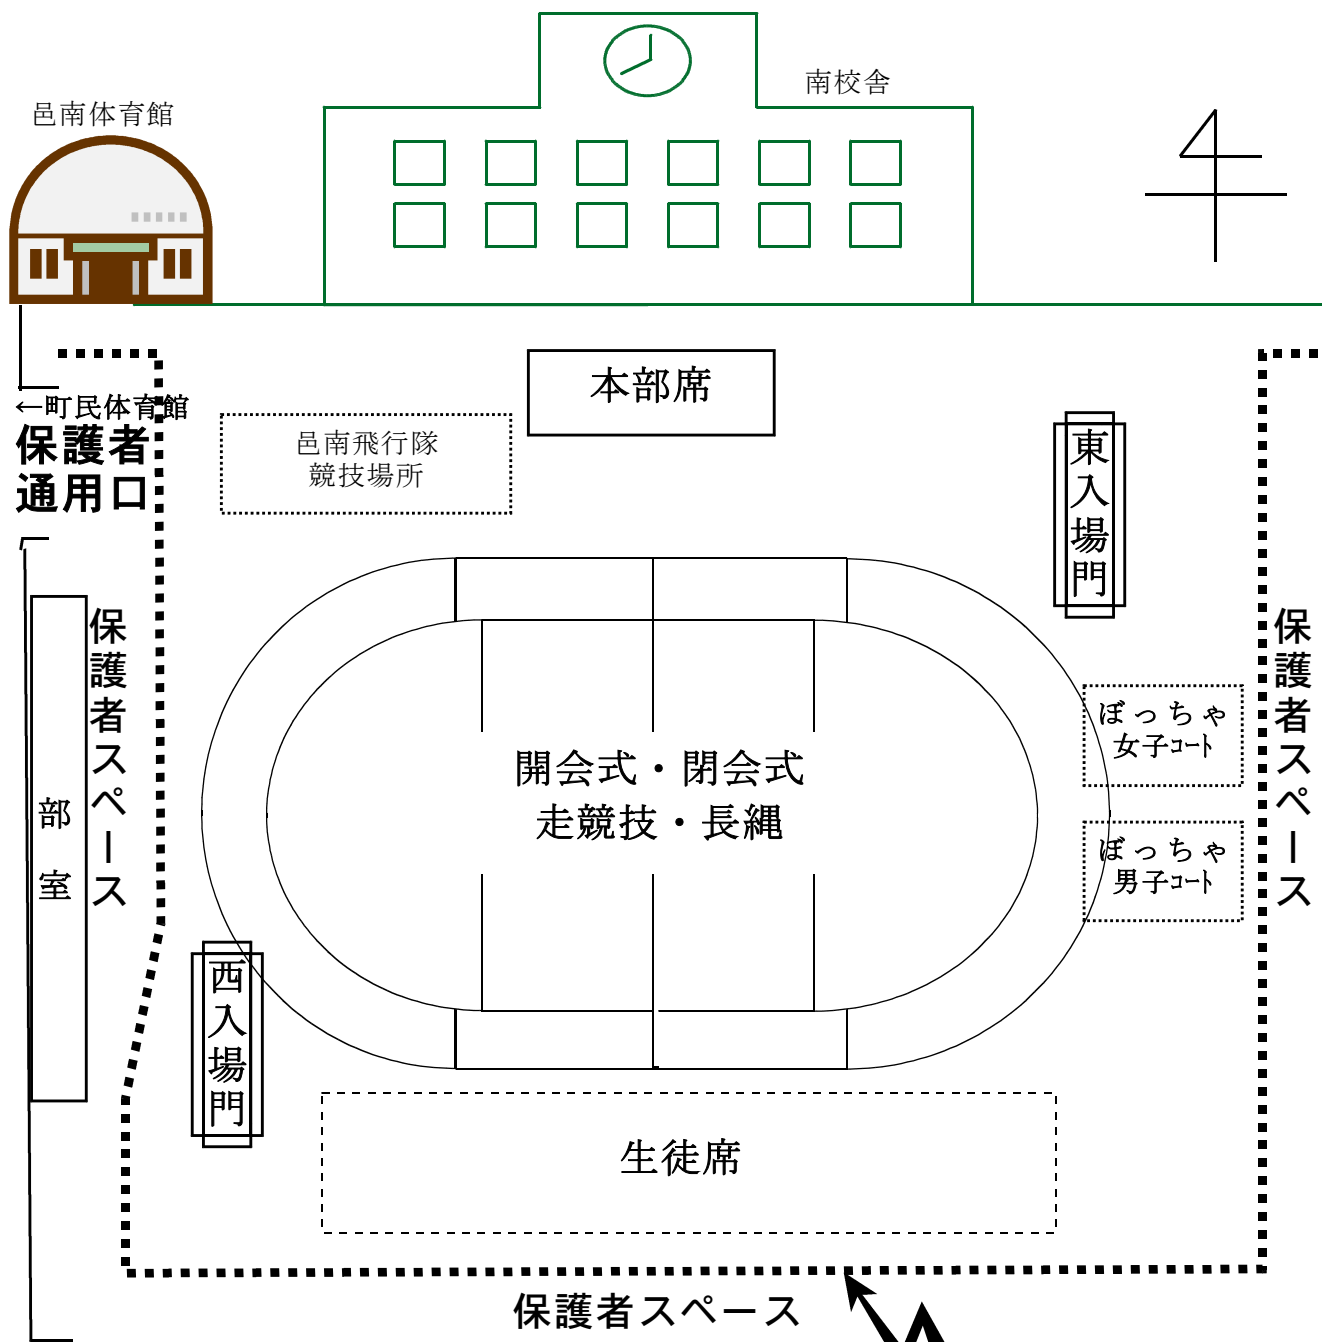 南校舎
邑南体育館
本部席
←町民体育館
保護者
通用口
邑南飛行隊
競技場所
東入場門
保護者スペース
部室
開会式・閉会式
走競技・長縄
ぼっちゃ
女子コート
ぼっちゃ
男子コート
保護者スペース
西入場門
生徒席
保護者スペース